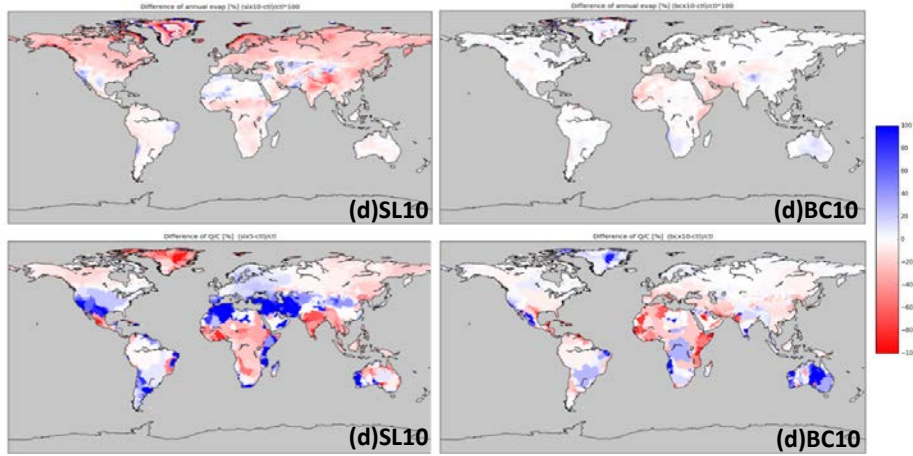 Difference of annual evap [%] (slx10-ctl)/ctl*100
Difference of annual evap [%] (bcx10-ctl)/ctl*100
(d)SL10
(d)BC10
Difference of Q/C [%] (slx5-ctl)/ctl
Difference of Q/C [%] (bcx10-ctl)/ctl
(d)SL10
(d)BC10
100
80
60
40
20
0
−20
−40
−60
−80
−10